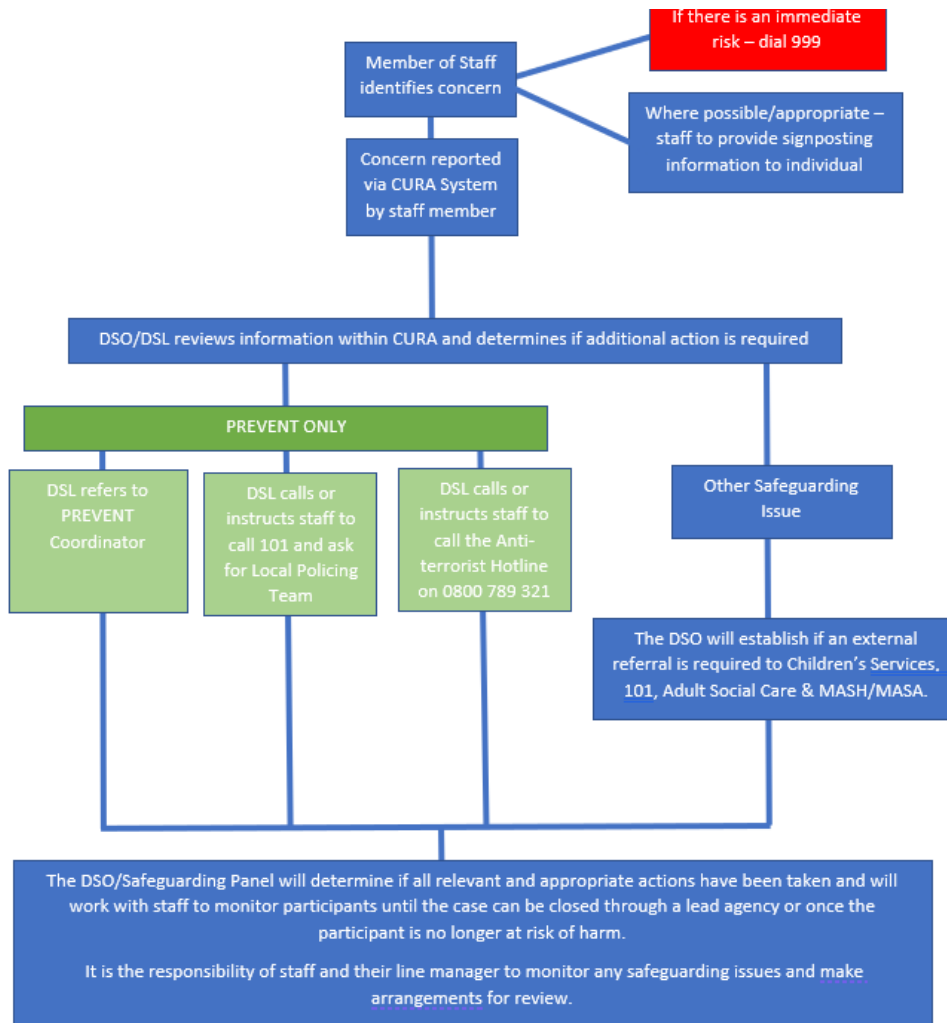 If there is an immediate
risk – dial 999
Member of Staff
identifies concern
Where possible/appropriate –
staff to provide signposting
information to individual
Concern reported
via CURA System
by staff member
DSO/DSL reviews information within CURA and determines if additional action is required
PREVENT ONLY
DSL refers to
PREVENT
Coordinator
DSL calls or
instructs staff to
call 101 and ask
for Local Policing
Team
DSL calls or
instructs staff to
call the Anti-
terrorist Hotline
on 0800 789 321
Other Safeguarding
Issue
The DSO will establish if an external
referral is required to Children’s Services,
101, Adult Social Care & MASH/MASA.
The DSO/Safeguarding Panel will determine if all relevant and appropriate actions have been taken and will
work with staff to monitor participants until the case can be closed through a lead agency or once the
participant is no longer at risk of harm.
It is the responsibility of staff and their line manager to monitor any safeguarding issues and make
arrangements for review.